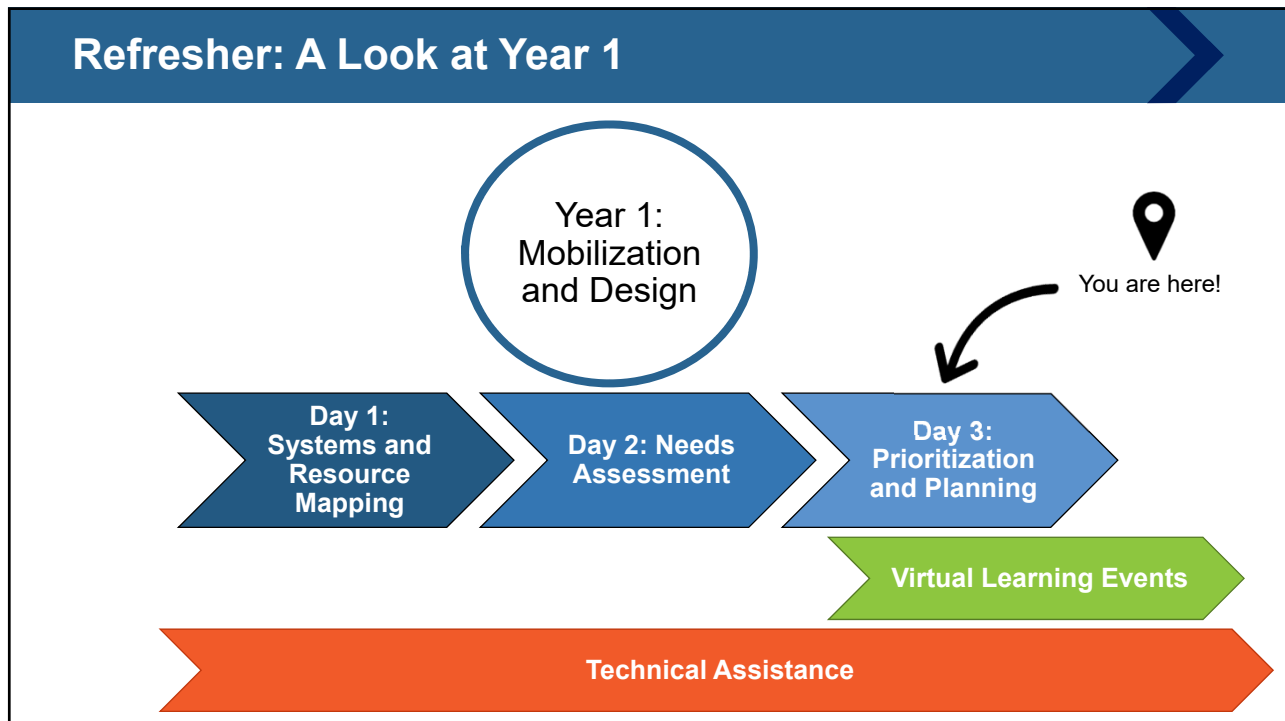 Refresher: A Look at Year 1
Year 1:
Mobilization
and Design
You are here!
Day 1:
Systems and
Resource
Mapping
Day 2: Needs
Assessment
Day 3:
Prioritization
and Planning
Virtual Learning Events
Technical Assistance